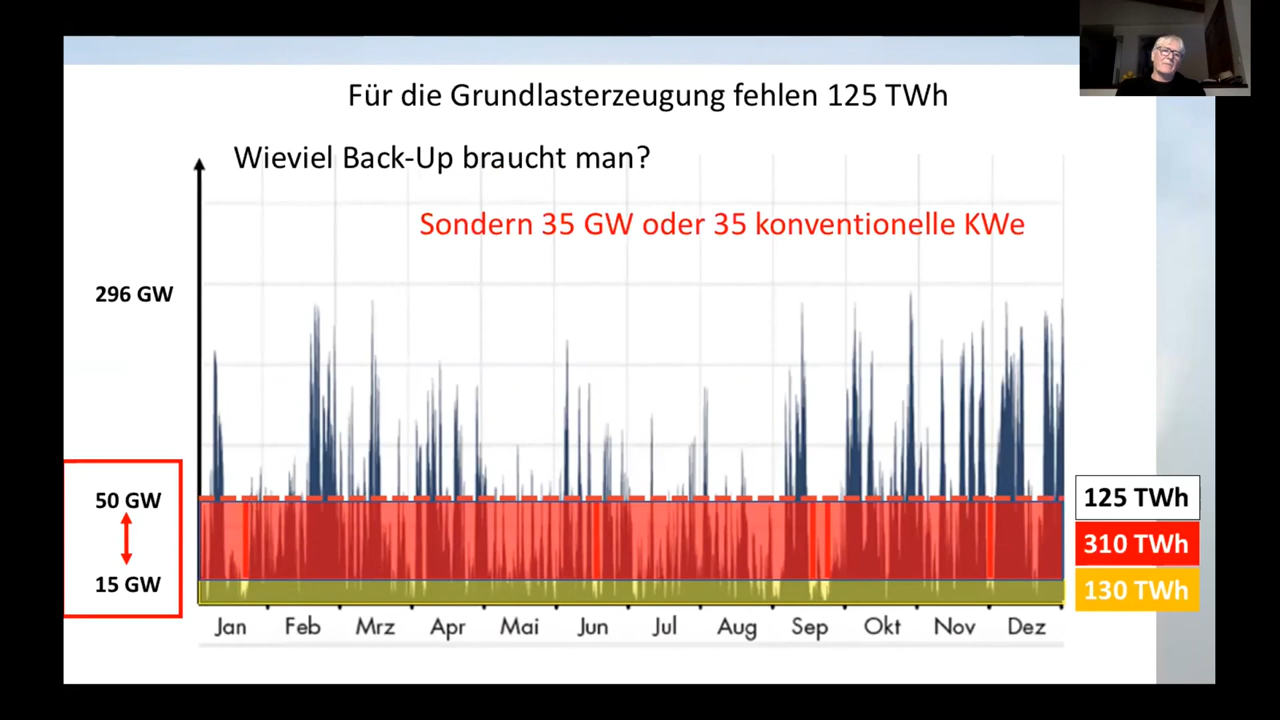 Für die Grundlasterzeugung fehlen 125 TWh
Wieviel Back-Up braucht man?
Sondern 35 GW oder 35 konventionelle KWe
296 GW
50 GW
15 GW
125 TWh
310 TWh
130 TWh
Jan Feb Mrz Apr Mai Jun Jul Aug Sep Okt Nov Dez